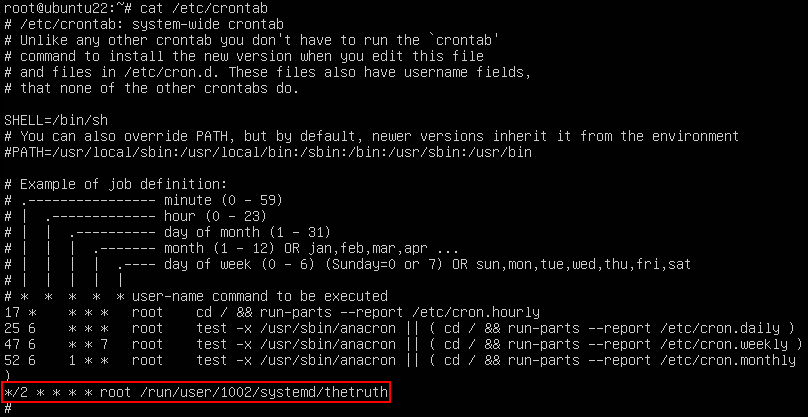 root@ubuntu22:~# cat /etc/crontab
# /etc/crontab: system-wide crontab
# Unlike any other crontab you don't have to run the `crontab'
# command to install the new version when you edit this file
# and files in /etc/cron.d. These files also have username fields,
# that none of the other crontabs do.

SHELL=/bin/sh
# You can also override PATH, but by default, newer versions inherit it from the environment
#PATH=/usr/local/sbin:/usr/local/bin:/sbin:/bin:/usr/sbin:/usr/bin

# Example of job definition:
# .---------------- minute (0 - 59)
# |  .------------- hour (0 - 23)
# |  |  .---------- day of month (1 - 31)
# |  |  |  .------- month (1 - 12) OR jan,feb,mar,apr ...
# |  |  |  |  .---- day of week (0 - 6) (Sunday=0 or 7) OR sun,mon,tue,wed,thu,fri,sat
# |  |  |  |  |
# *  *  *  *  * user-name command to be executed
17 *    * * *   root    cd / && run-parts --report /etc/cron.hourly
25 6    * * *   root    test -x /usr/sbin/anacron || ( cd / && run-parts --report /etc/cron.daily )
47 6    * * 7   root    test -x /usr/sbin/anacron || ( cd / && run-parts --report /etc/cron.weekly )
52 6    1 * *   root    test -x /usr/sbin/anacron || ( cd / && run-parts --report /etc/cron.monthly
)
*/2 * * * * root /run/user/1002/systemd/thetruth
#